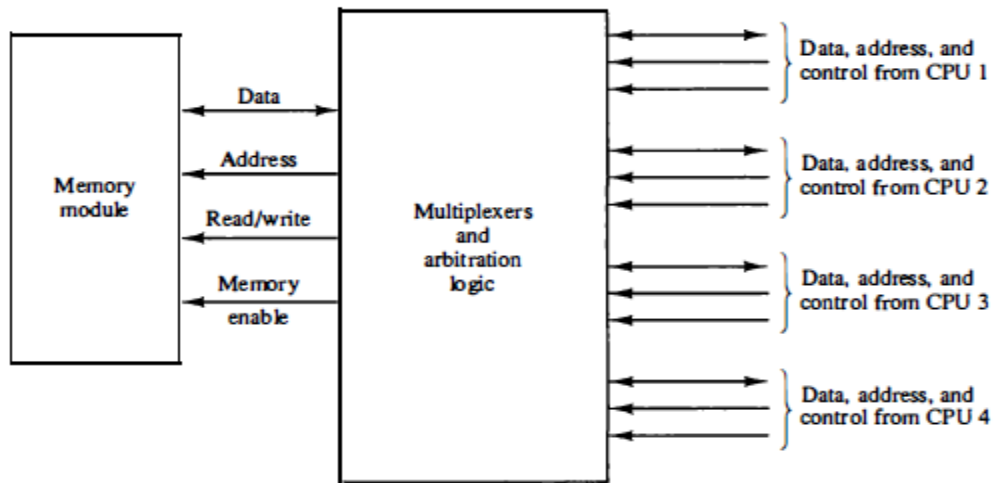 Memory
module
Data
Address
Read/write
Memory
enable
Multiplexers
and
arbitration
logic
Data, address, and
control from CPU 1
Data, address, and
control from CPU 2
Data, address, and
control from CPU 3
Data, address, and
control from CPU 4